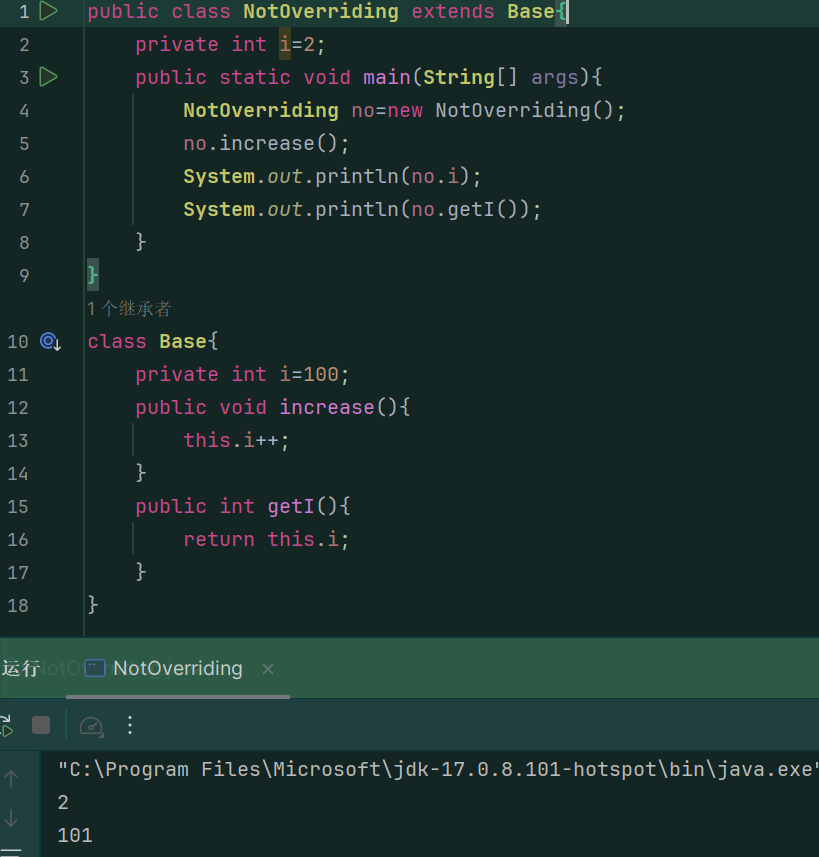 1 public class NotOverriding extends Base{
2 private int i=2;
3 public static void main(String[] args){
4 NotOverriding no=new NotOverriding();
5 no.increase();
6 System.out.println(no.i);
7 System.out.println(no.getI());
8 }
9 }
1 个继承者
10 class Base{
11 private int i=100;
12 public void increase(){
13 this.i++;
14 }
15 public int getI(){
16 return this.i;
17 }
18 }
运行 NotOverriding ×
"C:\Program Files\Microsoft\jdk-17.0.8.101-hotspot\bin\java.exe"
2
101